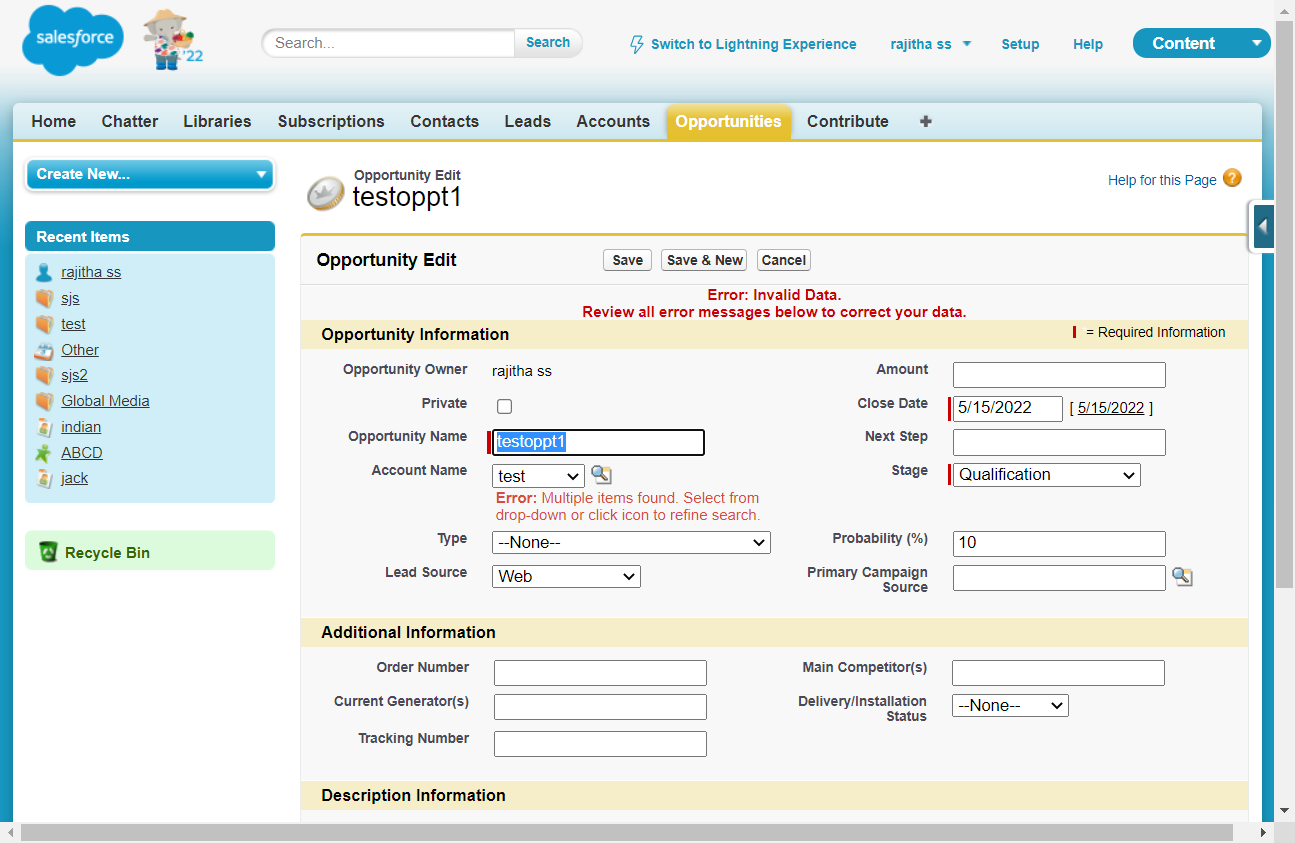 salesforce
'22
Search...
Search
Switch to Lightning Experience
rajitha ss
Setup
Help
Content
Home
Chatter
Libraries
Subscriptions
Contacts
Leads
Accounts
Opportunities
Contribute
+
Create New...
Recent Items
rajitha ss
sjs
test
Other
sjs2
Global Media
indian
ABCD
jack
Recycle Bin
Opportunity Edit
testoppt1
Help for this Page ?
Opportunity Edit
Save
Save & New
Cancel
Error: Invalid Data.
Review all error messages below to correct your data.
Opportunity Information
= Required Information
Opportunity Owner
rajitha ss
Amount
Private
Close Date
5/15/2022
[ 5/15/2022 ]
Opportunity Name
testoppt1
Next Step
Account Name
test
Error: Multiple items found. Select from
drop-down or click icon to refine search.
Stage
Qualification
Type
--None--
Probability (%)
10
Lead Source
Web
Primary Campaign
Source
Additional Information
Order Number
Main Competitor(s)
Current Generator(s)
Delivery/Installation
Status
--None--
Tracking Number
Description Information